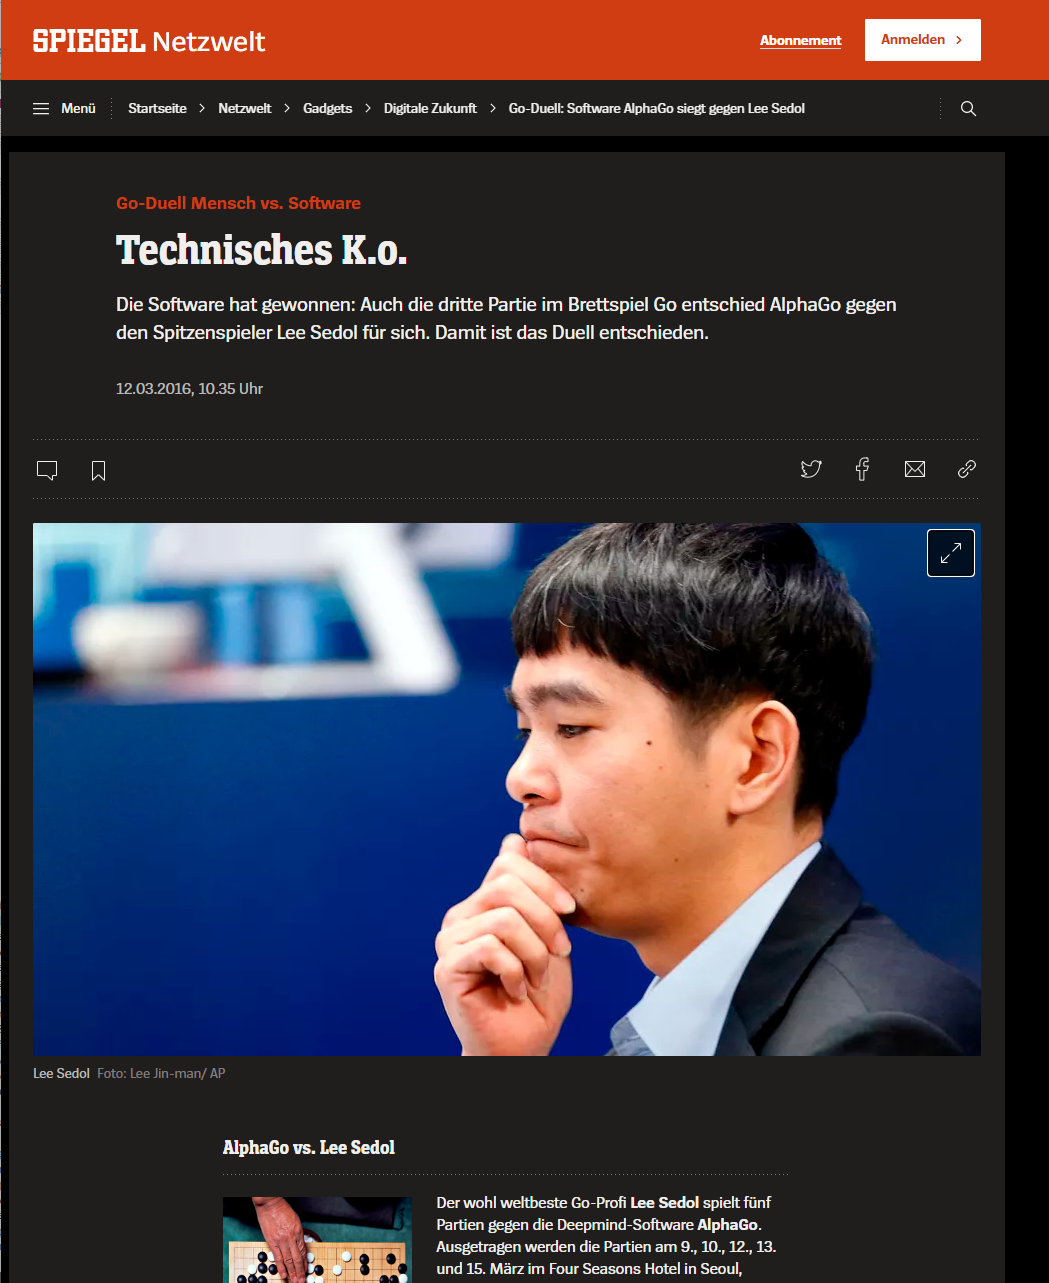 SPIEGEL Netzwelt
Abonnement
Anmelden
Menü
Startseite
Netzwelt
Gadgets
Digitale Zukunft
Go-Duell: Software AlphaGo siegt gegen Lee Sedol
Go-Duell Mensch vs. Software
Technisches K.o.
Die Software hat gewonnen: Auch die dritte Partie im Brettspiel Go entschied AlphaGo gegen
den Spitzenspieler Lee Sedol für sich. Damit ist das Duell entschieden.
12.03.2016, 10.35 Uhr
Lee Sedol Foto: Lee Jin-man/ AP
AlphaGo vs. Lee Sedol
Der wohl weltbeste Go-Profi Lee Sedol spielt fünf
Partien gegen die Deepmind-Software AlphaGo.
Ausgetragen werden die Partien am 9., 10., 12., 13.
und 15. März im Four Seasons Hotel in Seoul,